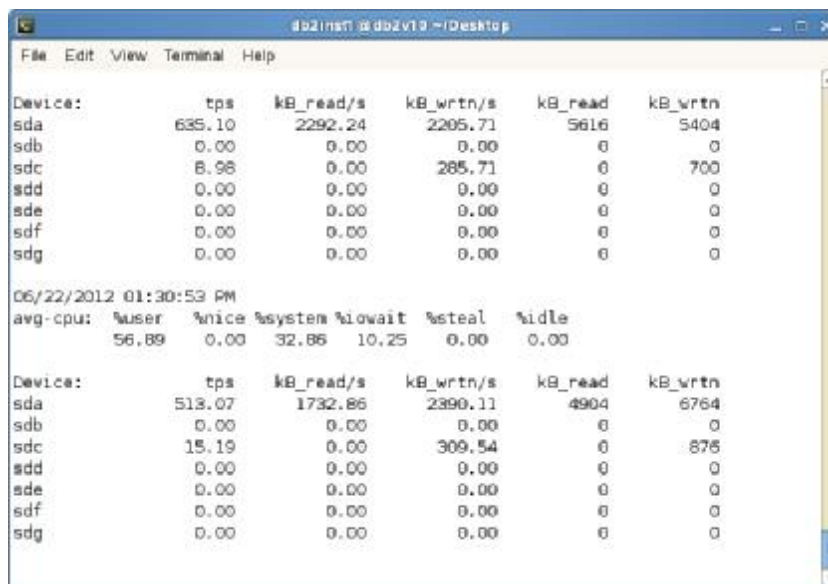 db2inst1@db2v10:~/Desktop
File Edit View Terminal Help
Device: tps kB_read/s kB_wrtn/s kB_read kB_wrtn
sda 635.10 2292.24 2205.71 5616 5404
sdb 0.00 0.00 0.00 0 0
sdc 8.98 0.00 285.71 0 700
sdd 0.00 0.00 0.00 0 0
sde 0.00 0.00 0.00 0 0
sdf 0.00 0.00 0.00 0 0
sdg 0.00 0.00 0.00 0 0
06/22/2012 01:30:53 PM
avg-cpu: %user %nice %system %iowait %steal %idle
56.89 0.00 32.86 10.25 0.00 0.00
Device: tps kB_read/s kB_wrtn/s kB_read kB_wrtn
sda 513.07 1732.86 2390.11 4904 6764
sdb 0.00 0.00 0.00 0 0
sdc 15.19 0.00 309.54 0 876
sdd 0.00 0.00 0.00 0 0
sde 0.00 0.00 0.00 0 0
sdf 0.00 0.00 0.00 0 0
sdg 0.00 0.00 0.00 0 0